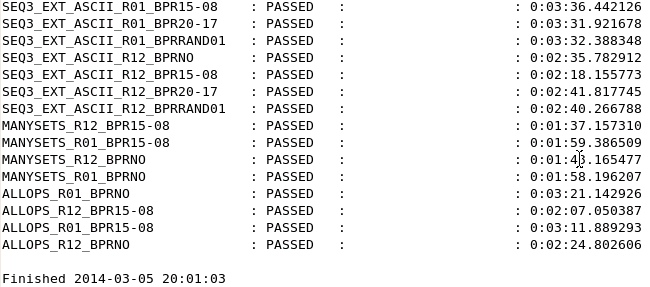 SEQ3_EXT_ASCII_R01_BPR15-08    : PASSED   :                    : 0:03:36.442126
SEQ3_EXT_ASCII_R01_BPR20-17    : PASSED   :                    : 0:03:31.921678
SEQ3_EXT_ASCII_R01_BPRRAND01   : PASSED   :                    : 0:03:32.388348
SEQ3_EXT_ASCII_R12_BPRNO       : PASSED   :                    : 0:02:35.782912
SEQ3_EXT_ASCII_R12_BPR15-08    : PASSED   :                    : 0:02:18.155773
SEQ3_EXT_ASCII_R12_BPR20-17    : PASSED   :                    : 0:02:41.817745
SEQ3_EXT_ASCII_R12_BPRRAND01   : PASSED   :                    : 0:02:40.266788
MANYSETS_R12_BPR15-08          : PASSED   :                    : 0:01:37.157310
MANYSETS_R01_BPR15-08          : PASSED   :                    : 0:01:59.386509
MANYSETS_R12_BPRNO             : PASSED   :                    : 0:01:43.165477
MANYSETS_R01_BPRNO             : PASSED   :                    : 0:01:58.196207
ALLOPS_R01_BPRNO               : PASSED   :                    : 0:03:21.142926
ALLOPS_R12_BPR15-08            : PASSED   :                    : 0:02:07.050387
ALLOPS_R01_BPR15-08            : PASSED   :                    : 0:03:11.889293
ALLOPS_R12_BPRNO               : PASSED   :                    : 0:02:24.802606
Finished 2014-03-05 20:01:03